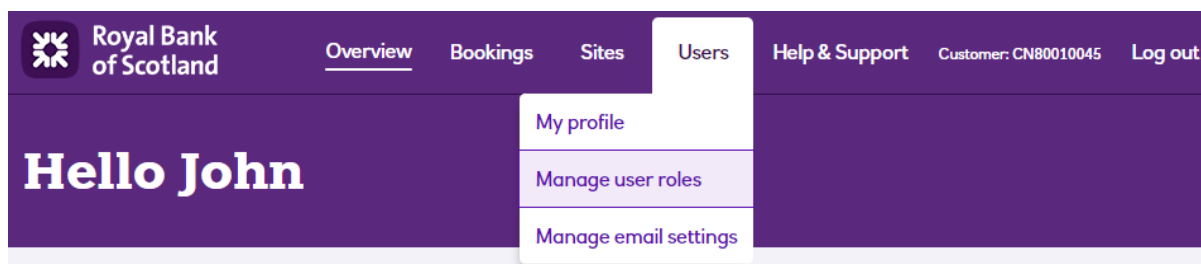 Royal Bank
of Scotland
Overview
Bookings
Sites
Users
Help & Support
Customer: CN80010045
Log out
My profile
Manage user roles
Manage email settings
Hello John